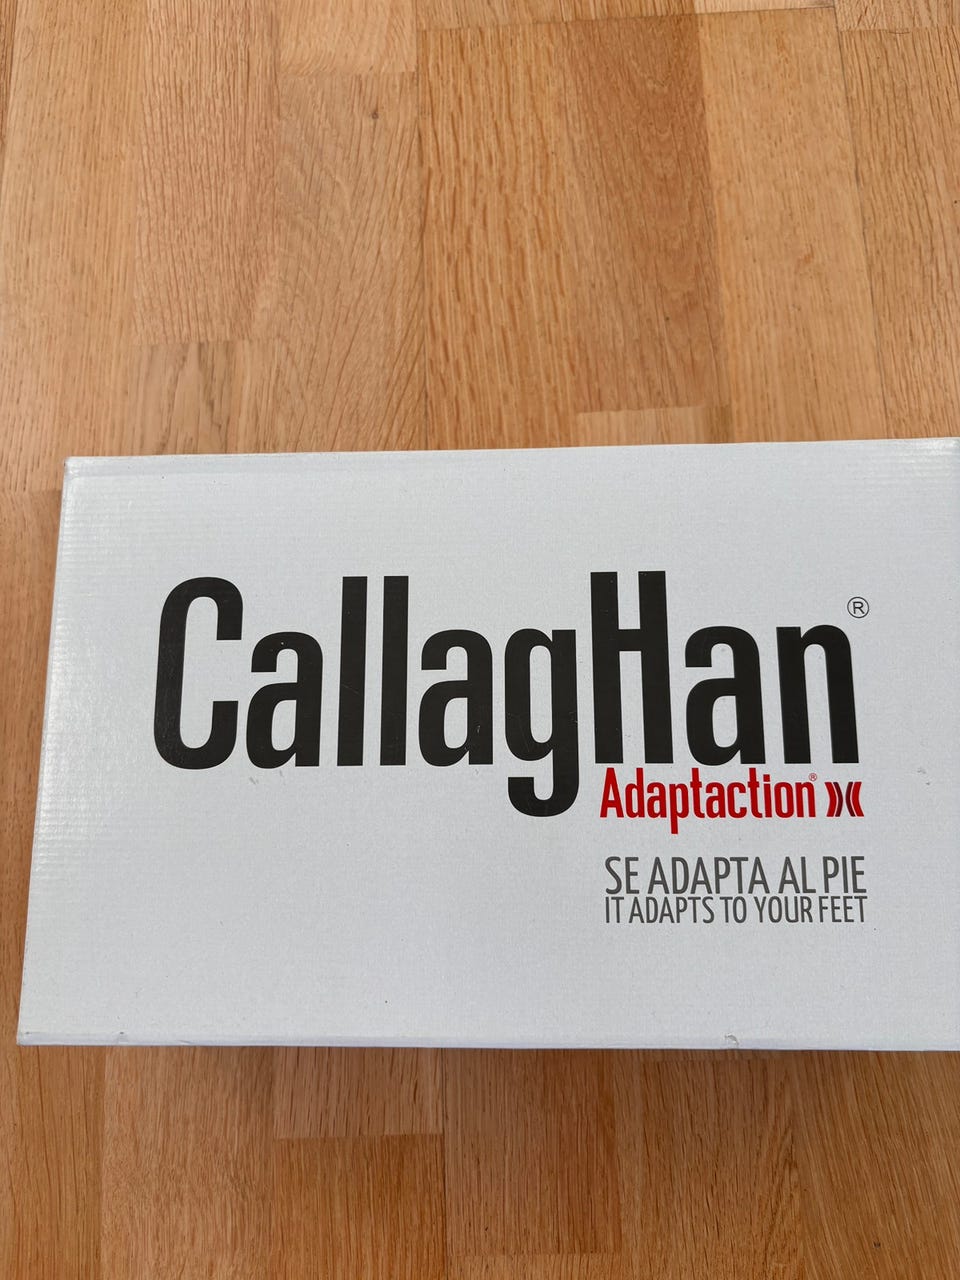 CallagHan®
Adaptaction®
SE ADAPTA AL PIE
IT ADAPTS TO YOUR FEET